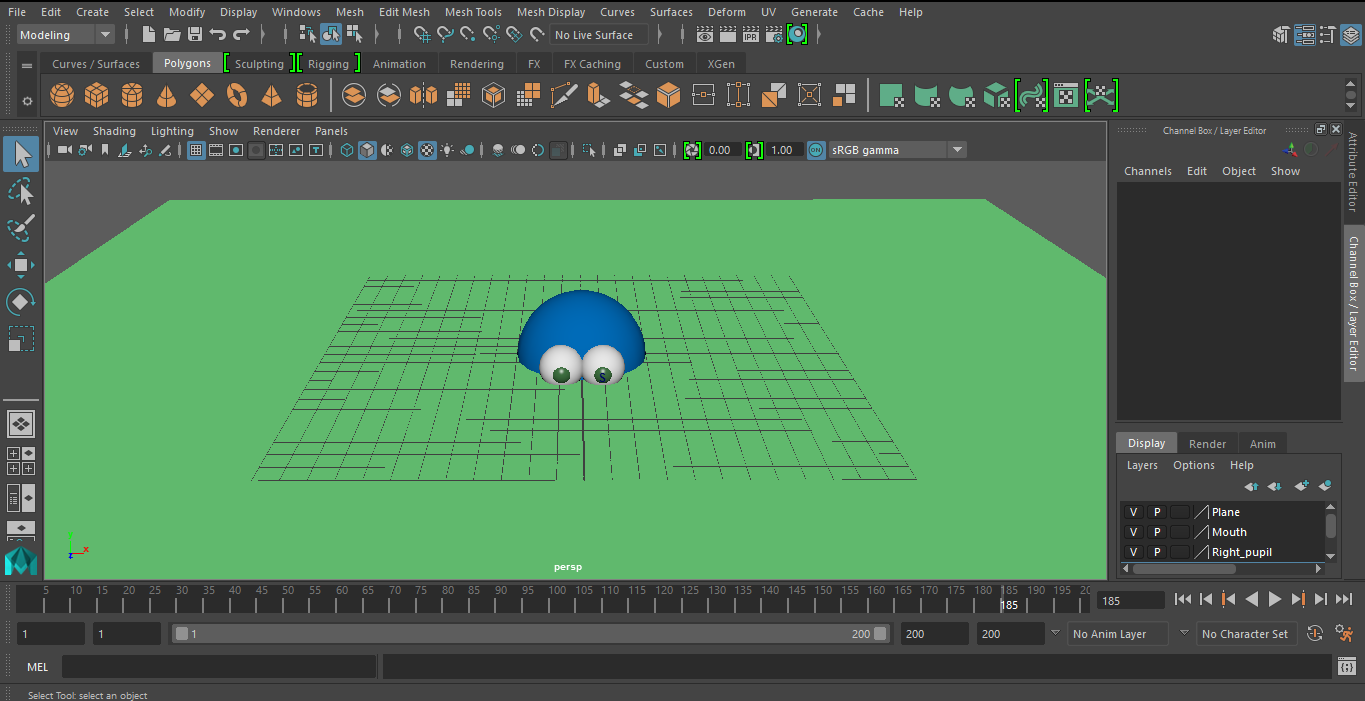 File Edit Create Select Modify Display Windows Mesh Edit Mesh Mesh Tools Mesh Display Curves Surfaces Deform UV Generate Cache Help
Modeling No Live Surface
Curves / Surfaces Polygons Sculpting Rigging Animation Rendering FX FX Caching Custom XGen
View Shading Lighting Show Renderer Panels
0.00 1.00 ON sRGB gamma
Channel Box / Layer Editor
Channels Edit Object Show
Attribute Editor
Channel Box / Layer Editor
S
persp
y
x
z
Display Render Anim
Layers Options Help
V P Plane
V P Mouth
V P Right_pupil
5 10 15 20 25 30 35 40 45 50 55 60 65 70 75 80 85 90 95 100 105 110 115 120 125 130 135 140 145 150 155 160 165 170 175 180 185 190 195 20
185 185
1 1 1 200 200 200 No Anim Layer No Character Set
MEL
Select Tool: select an object